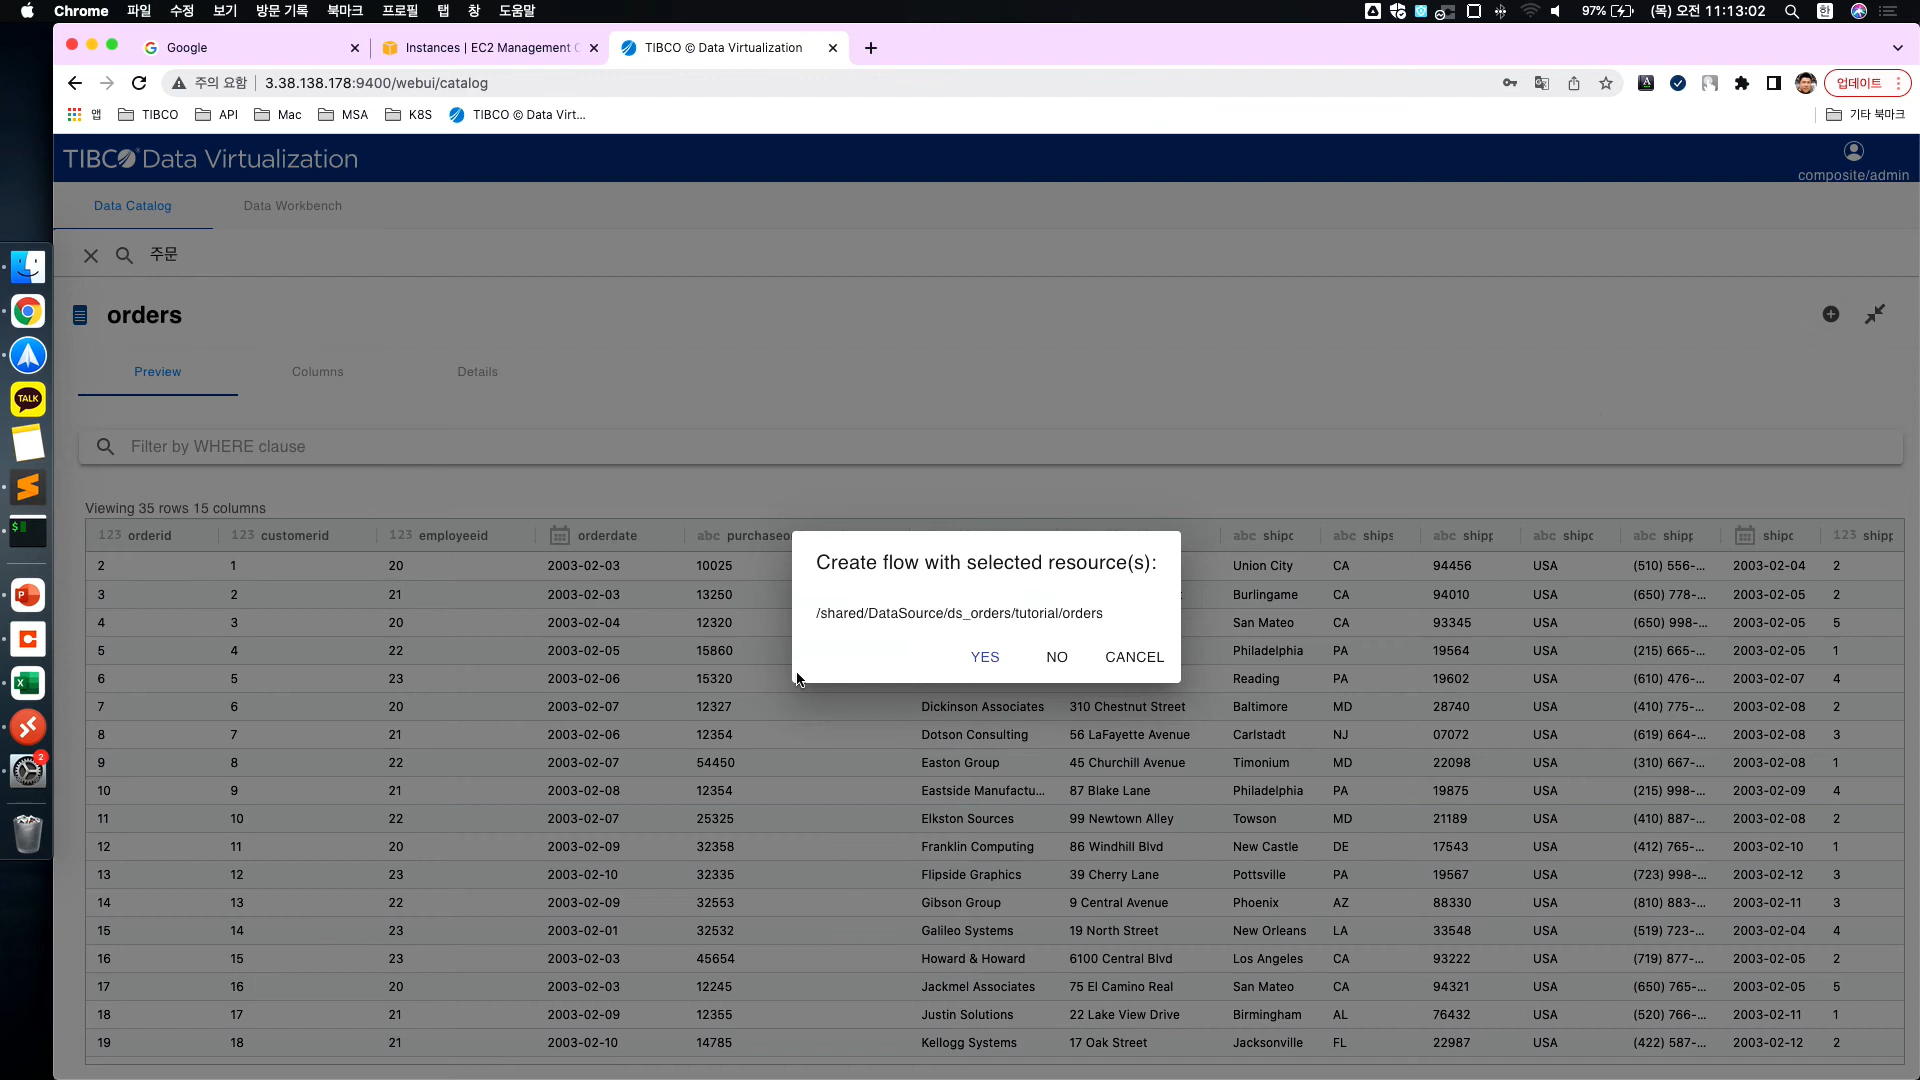 Chrome 파일 수정 보기 방문 기록 북마크 프로필 탭 창 도움말 97% (목) 오전 11:13:02 한
Google Instances | EC2 Management C TIBCO © Data Virtualization
주의 요함 3.38.138.178:9400/webui/catalog 업데이트
앱 TIBCO API Mac MSA K8S TIBCO © Data Virt... 기타 북마크
TIBCO Data Virtualization
composite/admin
Data Catalog Data Workbench
주문
orders
Preview Columns Details
Filter by WHERE clause
Viewing 35 rows 15 columns
123 orderid 123 customerid 123 employeeid orderdate abc purchaseo abc shipc abc ships abc shipp abc shipc abc shipp shipc 123 shipp
2 1 20 2003-02-03 10025 Union City CA 94456 USA (510) 556-... 2003-02-04 2
3 2 21 2003-02-03 13250 Burlingame CA 94010 USA (650) 778-... 2003-02-05 2
4 3 20 2003-02-04 12320 San Mateo CA 93345 USA (650) 998-... 2003-02-06 5
5 4 22 2003-02-05 15860 Philadelphia PA 19564 USA (215) 665-... 2003-02-05 1
6 5 23 2003-02-06 15320 Reading PA 19602 USA (610) 476-... 2003-02-07 4
7 6 20 2003-02-07 12327 Dickinson Associates 310 Chestnut Street Baltimore MD 28740 USA (410) 775-... 2003-02-08 2
8 7 21 2003-02-06 12354 Dotson Consulting 56 LaFayette Avenue Carlstadt NJ 07072 USA (619) 664-... 2003-02-08 3
9 8 22 2003-02-07 54450 Easton Group 45 Churchill Avenue Timonium MD 22098 USA (310) 667-... 2003-02-08 1
10 9 21 2003-02-08 12354 Eastside Manufactu... 87 Blake Lane Philadelphia PA 19875 USA (215) 998-... 2003-02-09 4
11 10 22 2003-02-07 25325 Elkston Sources 99 Newtown Alley Towson MD 21189 USA (410) 887-... 2003-02-08 2
12 11 20 2003-02-09 32358 Franklin Computing 86 Windhill Blvd New Castle DE 17543 USA (412) 765-... 2003-02-10 1
13 12 23 2003-02-10 32335 Flipside Graphics 39 Cherry Lane Pottsville PA 19567 USA (723) 998-... 2003-02-12 3
14 13 22 2003-02-09 32553 Gibson Group 9 Central Avenue Phoenix AZ 88330 USA (810) 883-... 2003-02-11 3
15 14 23 2003-02-01 32532 Galileo Systems 19 North Street New Orleans LA 33548 USA (519) 723-... 2003-02-04 4
16 15 23 2003-02-03 45654 Howard & Howard 6100 Central Blvd Los Angeles CA 93222 USA (719) 877-... 2003-02-05 2
17 16 20 2003-02-03 12245 Jackmel Associates 75 El Camino Real San Mateo CA 94321 USA (650) 765-... 2003-02-05 5
18 17 21 2003-02-09 12355 Justin Solutions 22 Lake View Drive Birmingham AL 76432 USA (520) 766-... 2003-02-11 1
19 18 21 2003-02-10 14785 Kellogg Systems 17 Oak Street Jacksonville FL 22987 USA (422) 587-... 2003-02-12 2
Create flow with selected resource(s):
/shared/DataSource/ds_orders/tutorial/orders
YES NO CANCEL
TALK
2